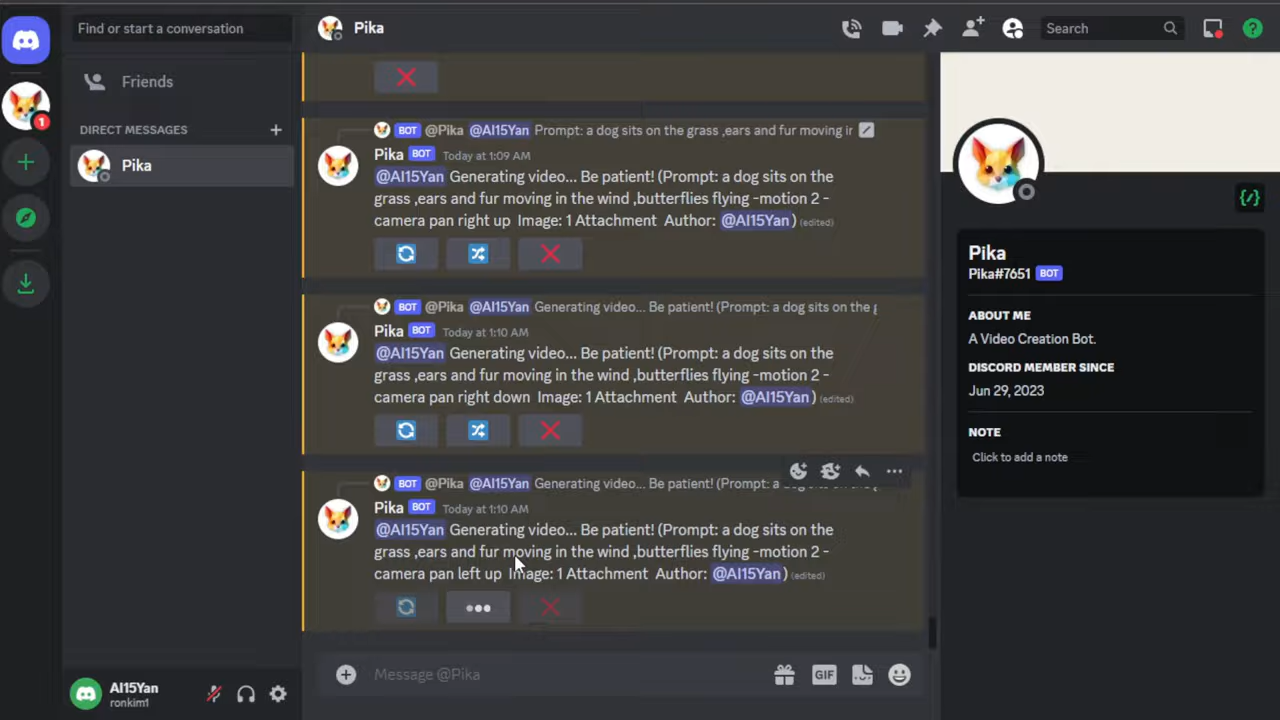 Find or start a conversation
Pika
Search
1
Friends
DIRECT MESSAGES
Pika
BOT @Pika @AI15Yan Prompt: a dog sits on the grass ,ears and fur moving in
Pika BOT Today at 1:09 AM
@AI15Yan Generating video... Be patient! (Prompt: a dog sits on the
grass ,ears and fur moving in the wind ,butterflies flying -motion 2 -
camera pan right up Image: 1 Attachment Author: @AI15Yan) (edited)
BOT @Pika @AI15Yan Generating video... Be patient! (Prompt: a dog sits on the
Pika BOT Today at 1:10 AM
@AI15Yan Generating video... Be patient! (Prompt: a dog sits on the
grass ,ears and fur moving in the wind ,butterflies flying -motion 2 -
camera pan right down Image: 1 Attachment Author: @AI15Yan) (edited)
BOT @Pika @AI15Yan Generating video... Be patient! (Prompt: a
Pika BOT Today at 1:10 AM
@AI15Yan Generating video... Be patient! (Prompt: a dog sits on the
grass ,ears and fur moving in the wind ,butterflies flying -motion 2 -
camera pan left up Image: 1 Attachment Author: @AI15Yan) (edited)
Message @Pika
GIF
AI15Yan
ronkim1
Pika
Pika#7651 BOT
ABOUT ME
A Video Creation Bot.
DISCORD MEMBER SINCE
Jun 29, 2023
NOTE
Click to add a note